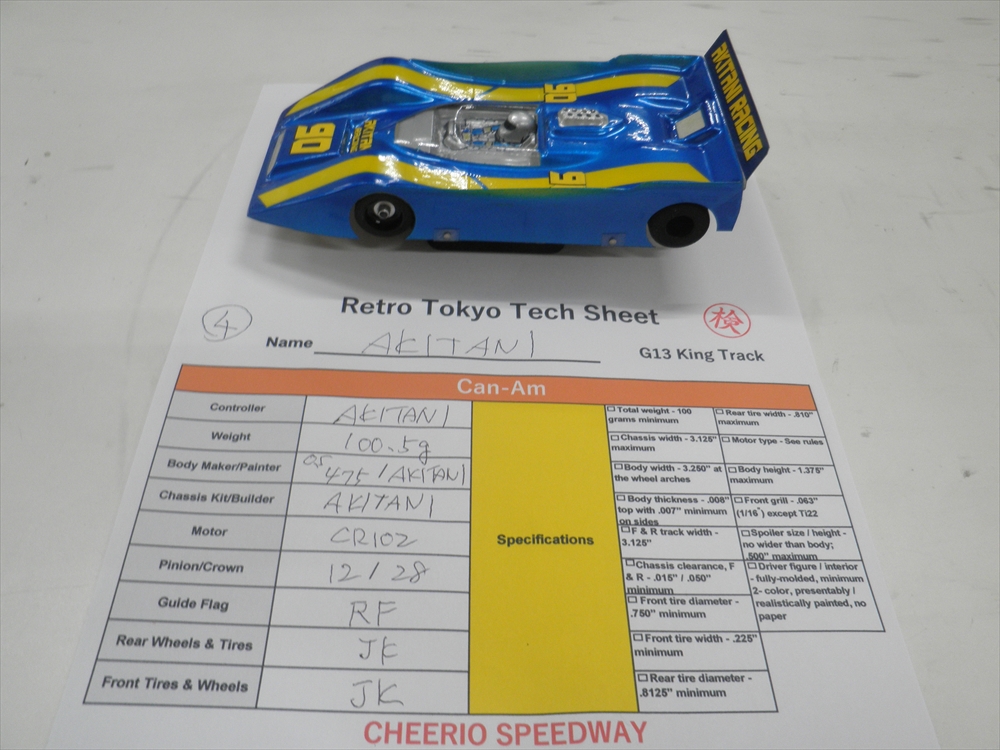 AKITANI RACING
06
06
6
Retro Tokyo Tech Sheet
4
検
Name AKITANI
G13 King Track
Can-Am
Controller AKITANI
Weight 100.5g
Body Maker/Painter 475 / AKITANI
Chassis Kit/Builder AKITANI
Motor CR102
Pinion/Crown 12 / 28
Guide Flag RF
Rear Wheels & Tires JK
Front Tires & Wheels JK
Specifications
Total weight - 100
grams minimum
Rear tire width - .810"
maximum
Chassis width - 3.125"
maximum
Motor type - See rules
Body width - 3.250" at
the wheel arches
Body height - 1.375"
maximum
Body thickness - .008"
top with .007" minimum
on sides
Front grill - .063"
(1/16") except Ti22
F & R track width -
3.125"
Spoiler size / height -
no wider than body;
.500" maximum
Chassis clearance, F
& R - .015" / .050"
minimum
Driver figure / interior
- fully-molded, minimum
2- color, presentably /
realistically painted, no
paper
Front tire diameter -
.750" minimum
Front tire width - .225"
minimum
Rear tire diameter -
.8125" minimum
CHEERIO SPEEDWAY